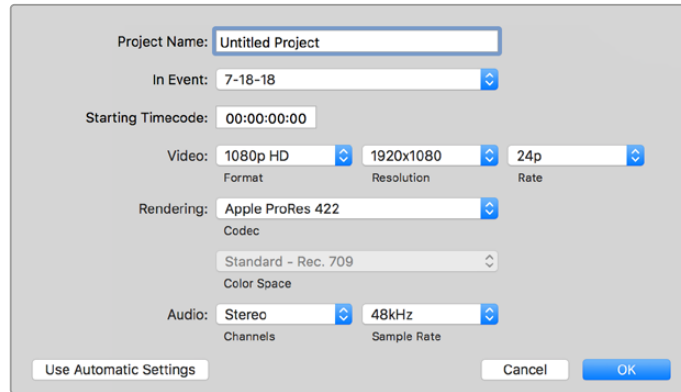 Project Name: Untitled Project
In Event: 7-18-18
Starting Timecode: 00:00:00:00
Video: 1080p HD 1920x1080 24p
Format Resolution Rate
Rendering: Apple ProRes 422
Codec
Standard - Rec. 709
Color Space
Audio: Stereo 48kHz
Channels Sample Rate
Use Automatic Settings Cancel OK